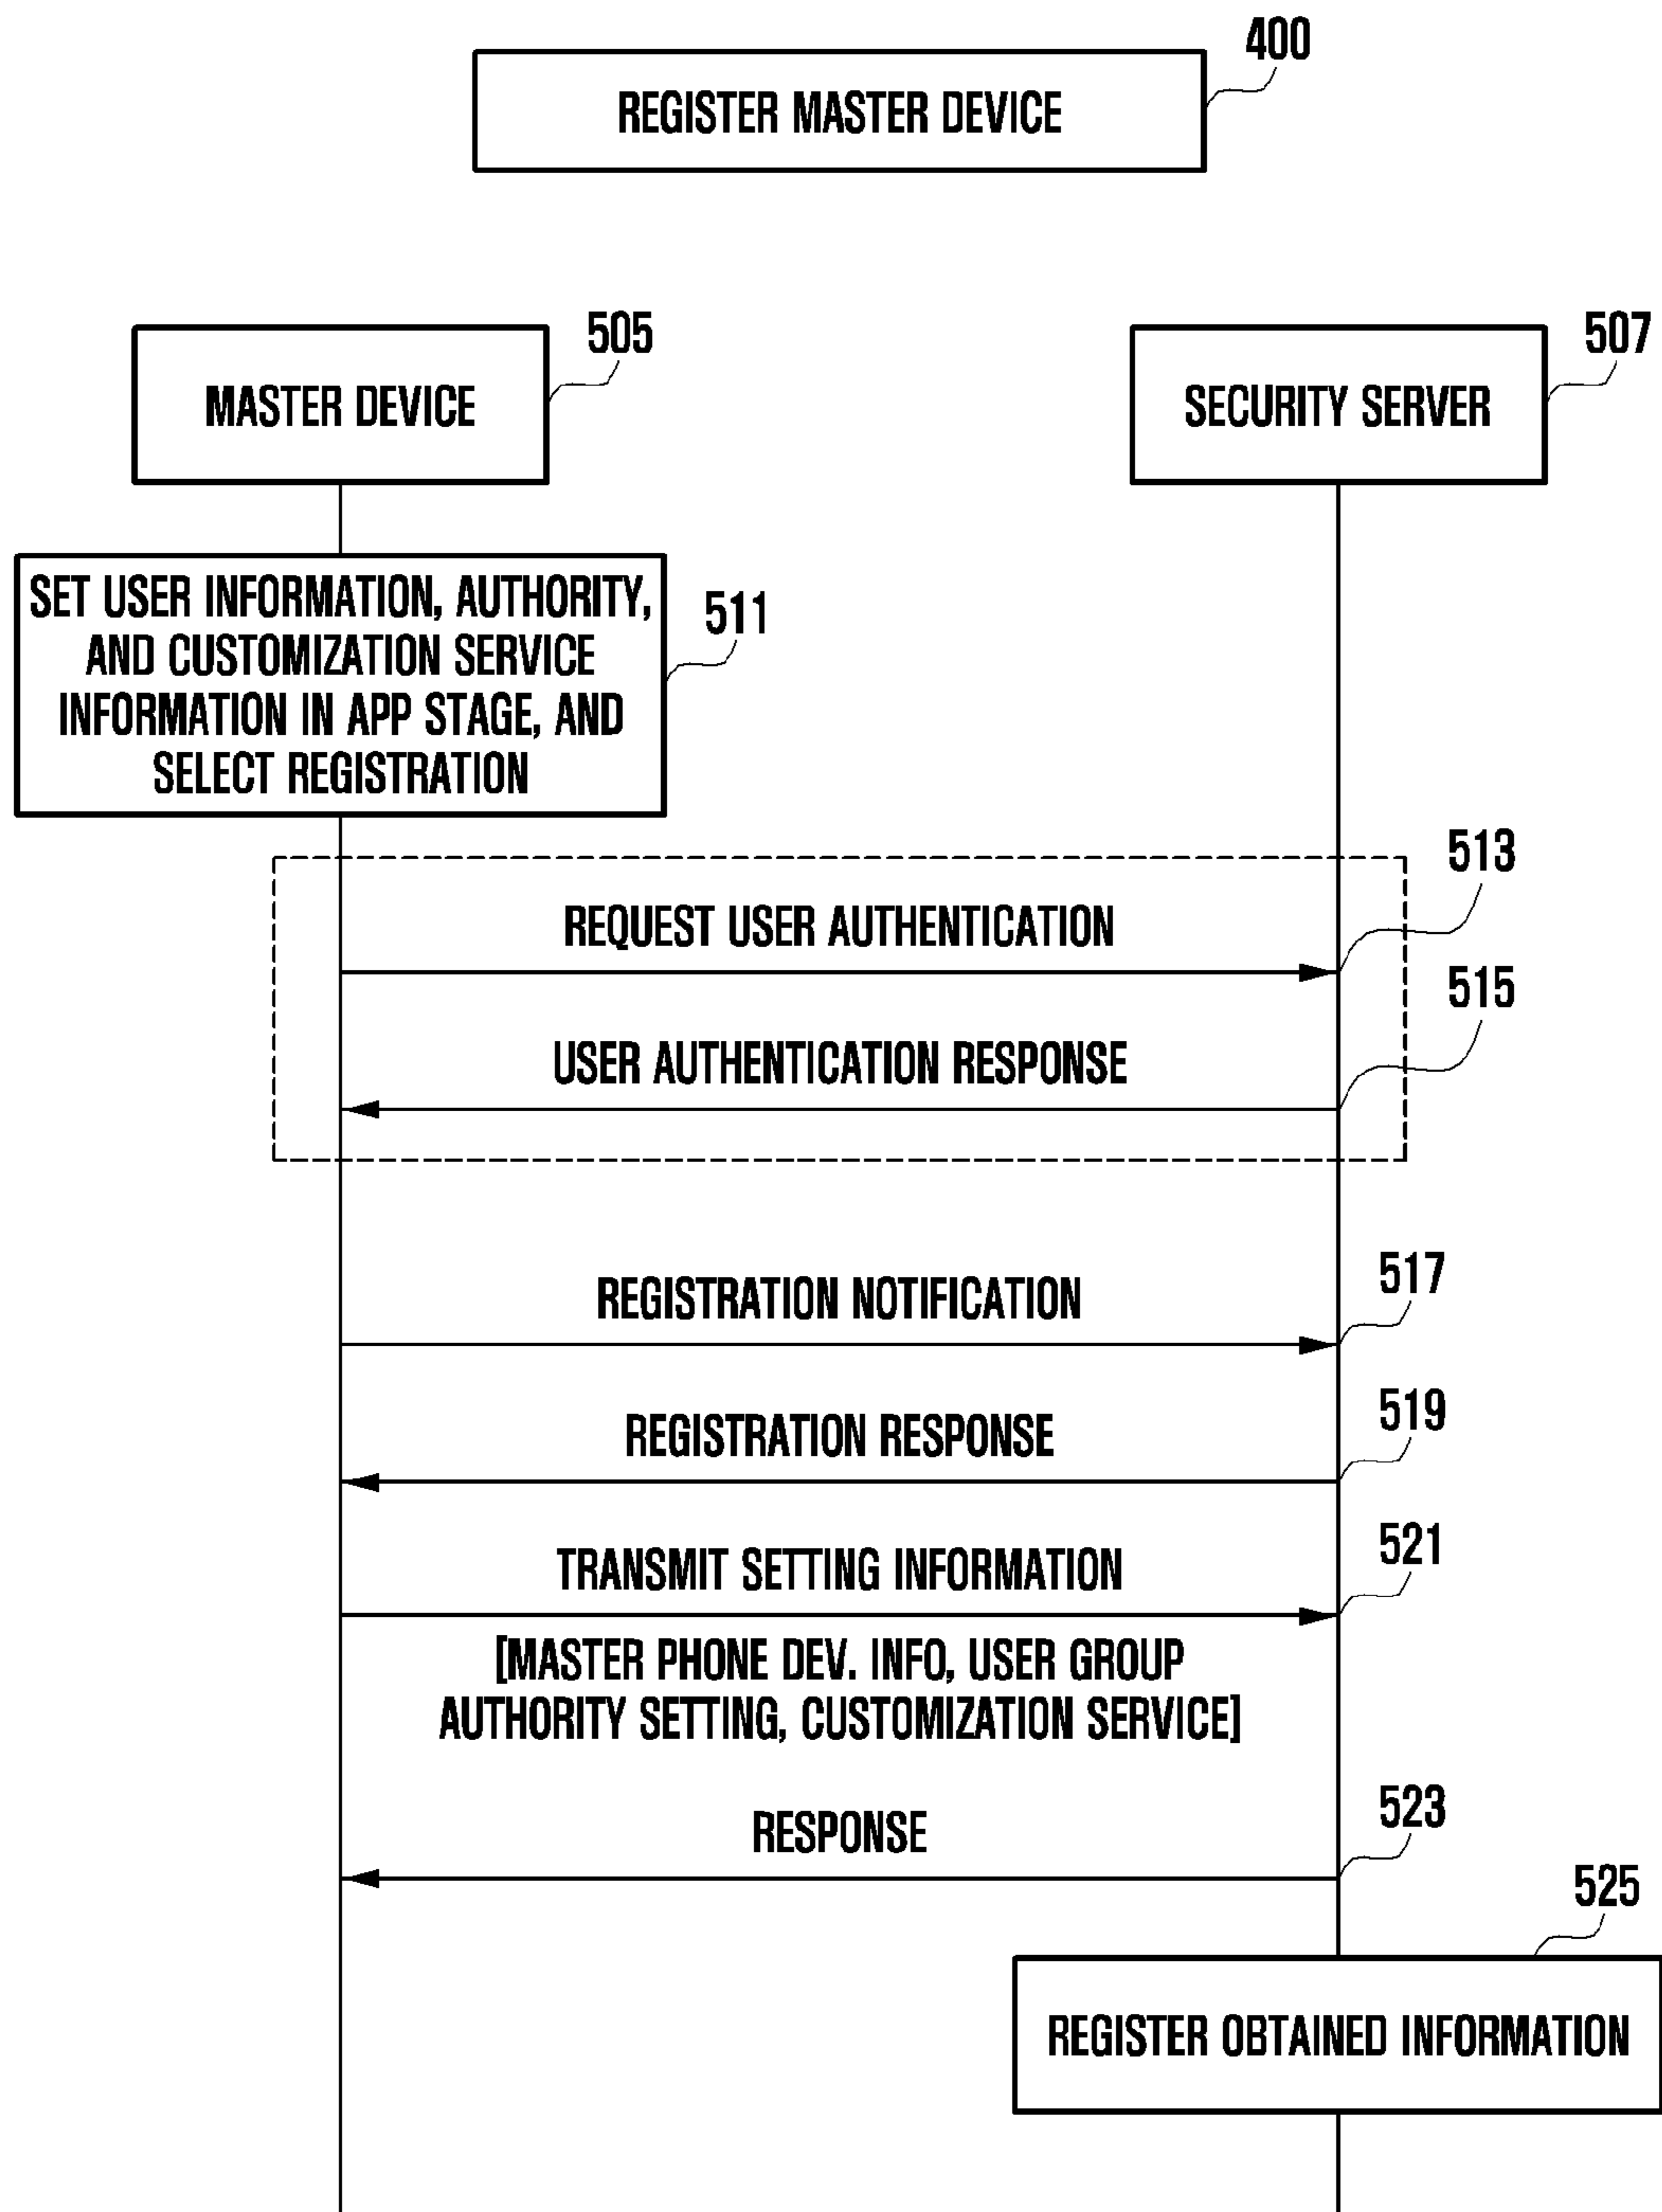 400
REGISTER MASTER DEVICE
505
MASTER DEVICE
507
SECURITY SERVER
SET USER INFORMATION, AUTHORITY,
AND CUSTOMIZATION SERVICE
INFORMATION IN APP STAGE, AND
SELECT REGISTRATION
511
513
REQUEST USER AUTHENTICATION
515
USER AUTHENTICATION RESPONSE
517
REGISTRATION NOTIFICATION
519
REGISTRATION RESPONSE
521
TRANSMIT SETTING INFORMATION
[MASTER PHONE DEV. INFO, USER GROUP
AUTHORITY SETTING, CUSTOMIZATION SERVICE]
523
RESPONSE
525
REGISTER OBTAINED INFORMATION